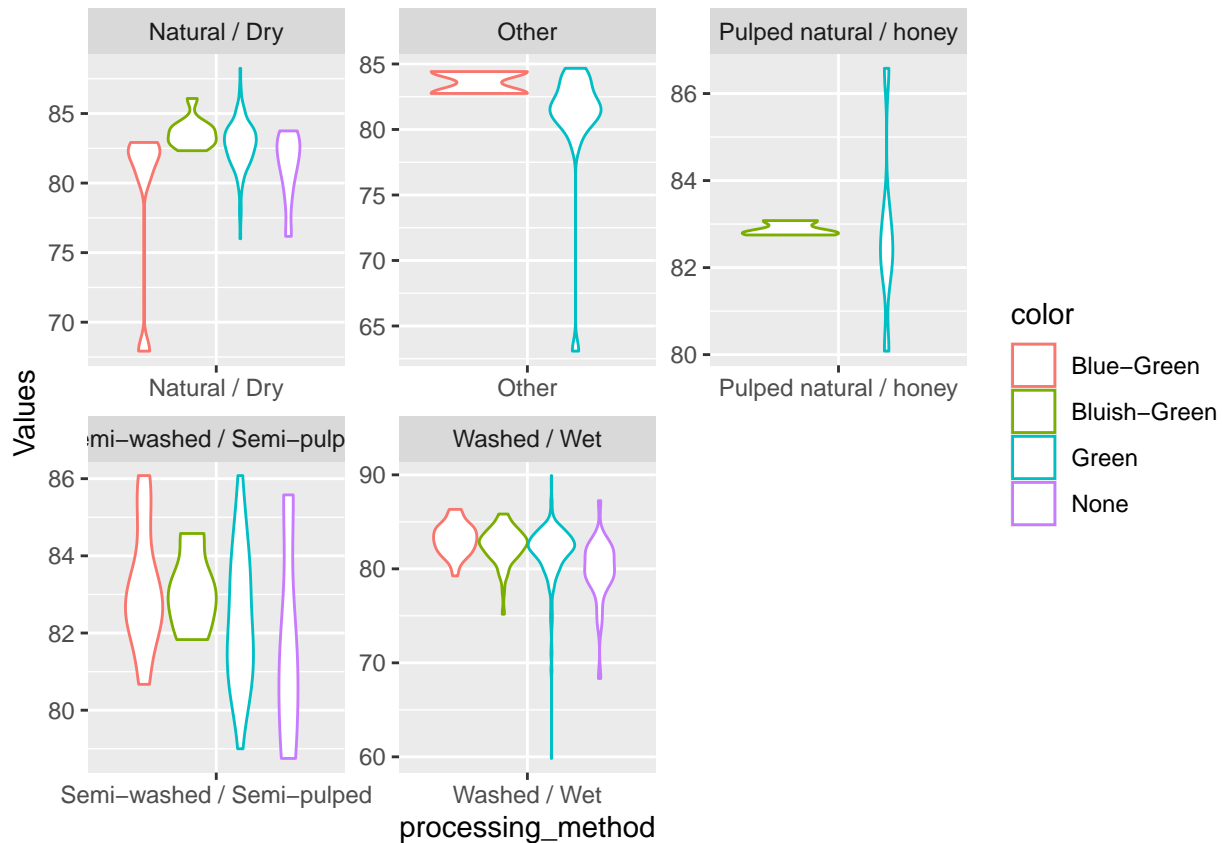 Natural / Dry
Other
Pulped natural / honey
85
80
75
70
85
80
75
70
65
86
84
82
80
Natural / Dry
Other
Pulped natural / honey
Values
emi−washed / Semi−pulp
Washed / Wet
86
84
82
80
90
80
70
60
Semi−washed / Semi−pulped
Washed / Wet
processing_method
color
Blue−Green
Bluish−Green
Green
None